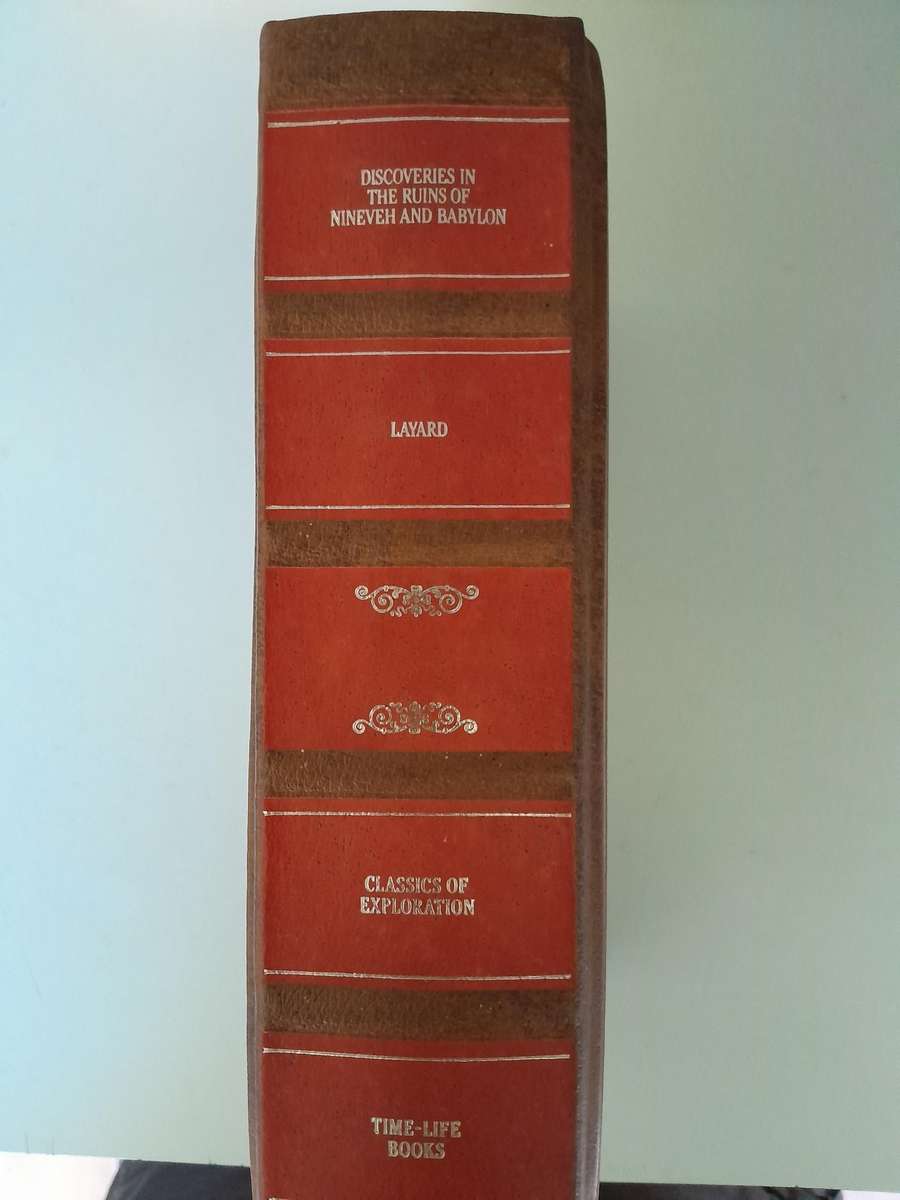 DISCOVERIES IN
THE RUINS OF
NINEVEH AND BABYLON
LAYARD
CLASSICS OF
EXPLORATION
TIME-LIFE
BOOKS